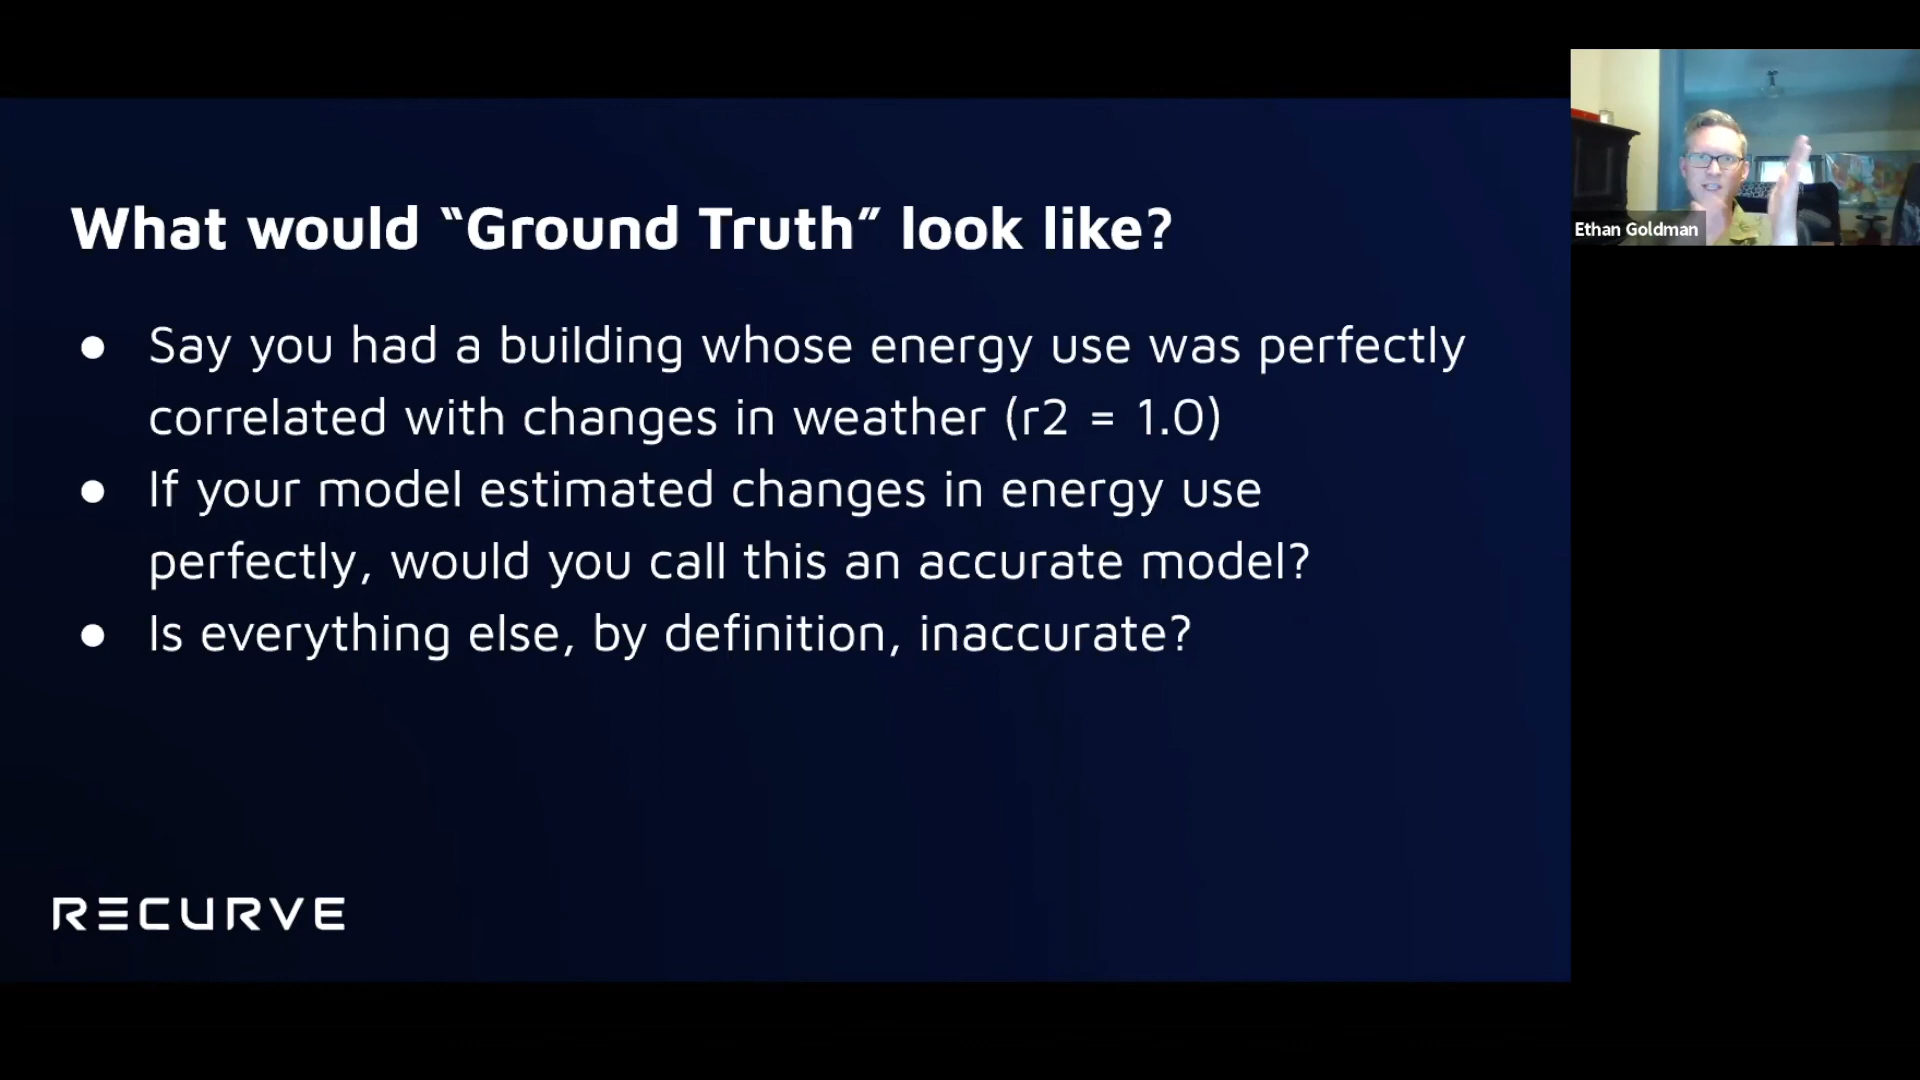 What would “Ground Truth” look like?
● Say you had a building whose energy use was perfectly
correlated with changes in weather (r2 = 1.0)
● If your model estimated changes in energy use
perfectly, would you call this an accurate model?
● Is everything else, by definition, inaccurate?
RECURVE
Ethan Goldman